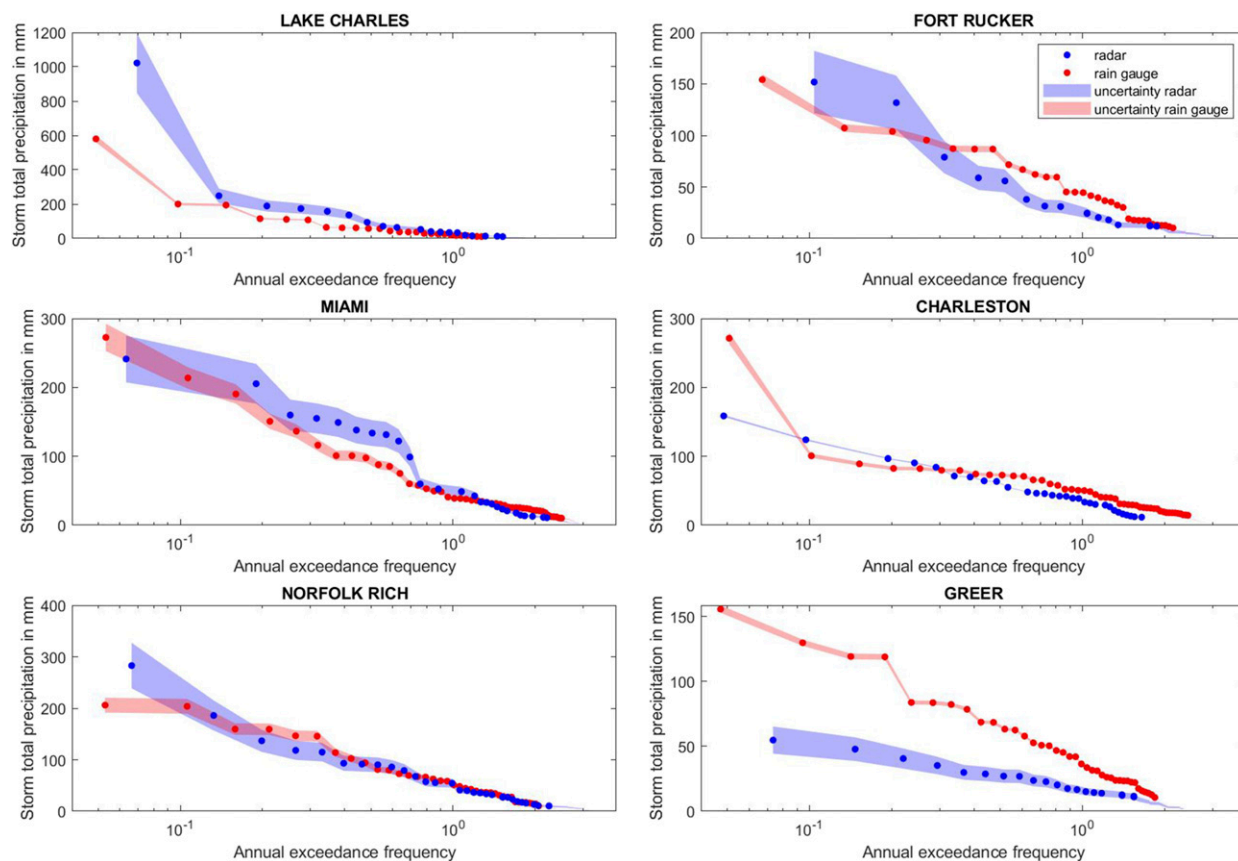 LAKE CHARLES
Storm total precipitation in mm
1200
1000
800
600
400
200
0
10-1
100
Annual exceedance frequency
FORT RUCKER
Storm total precipitation in mm
200
150
100
50
0
10-1
100
Annual exceedance frequency
radar
rain gauge
uncertainty radar
uncertainty rain gauge
MIAMI
Storm total precipitation in mm
300
200
100
0
10-1
100
Annual exceedance frequency
CHARLESTON
Storm total precipitation in mm
300
200
100
0
10-1
100
Annual exceedance frequency
NORFOLK RICH
Storm total precipitation in mm
400
300
200
100
0
10-1
100
Annual exceedance frequency
GREER
Storm total precipitation in mm
150
100
50
0
10-1
100
Annual exceedance frequency